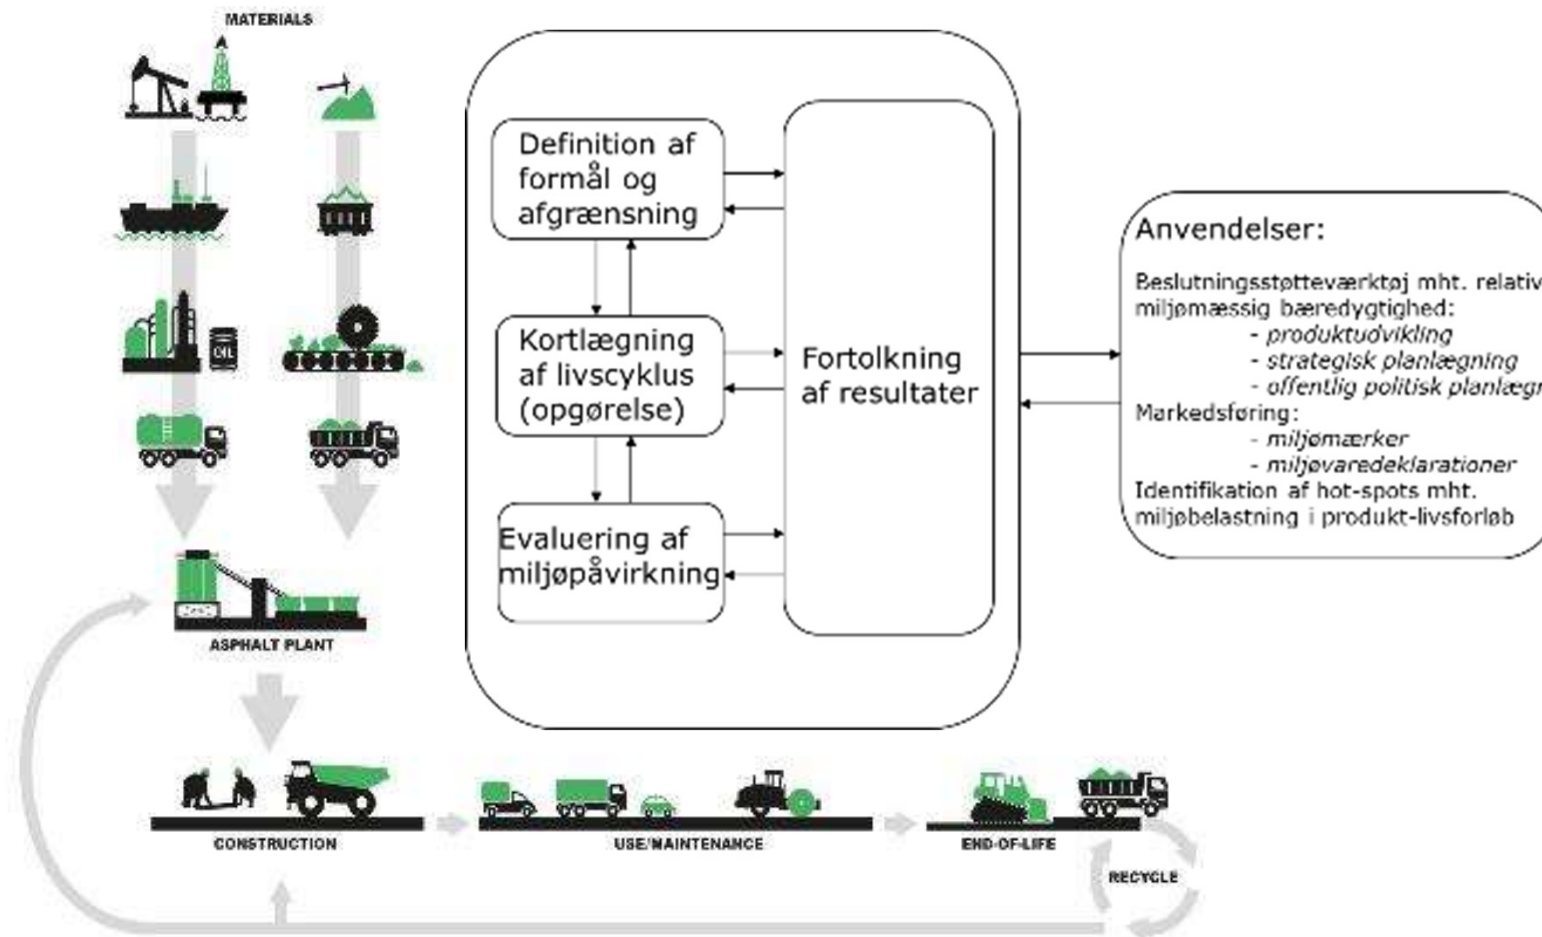 MATERIALS
OIL
ASPHALT PLANT
CONSTRUCTION
USE/MAINTENANCE
END-OF-LIFE
RECYCLE
Definition af
formål og
afgrænsning
Kortlægning
af livscyklus
(opgørelse)
Evaluering af
miljøpåvirkning
Fortolkning
af resultater
Anvendelser:
Beslutningsstøtteværktøj mht. relativ
miljømæssig bæredygtighed:
- produktudvikling
- strategisk planlægning
- offentlig politisk planlægn
Markedsføring:
- miljømærker
- miljøvaredeklarationer
Identifikation af hot-spots mht.
miljøbelastning i produkt-livsforløb